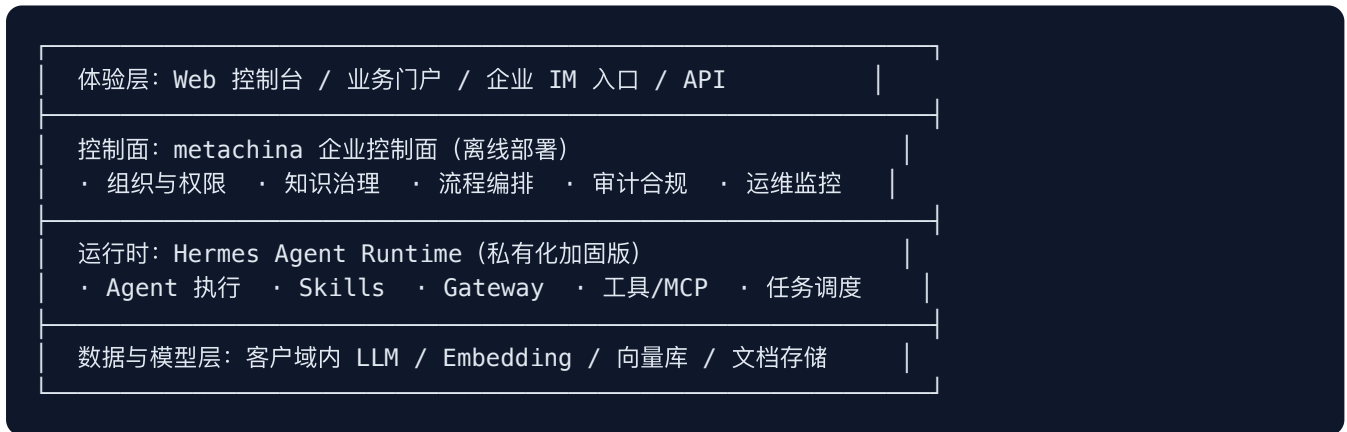 体验层：Web 控制台 / 业务门户 / 企业 IM 入口 / API
控制面：metachina 企业控制面（离线部署）
· 组织与权限 · 知识治理 · 流程编排 · 审计合规 · 运维监控
运行时：Hermes Agent Runtime（私有化加固版）
· Agent 执行 · Skills · Gateway · 工具/MCP · 任务调度
数据与模型层：客户域内 LLM / Embedding / 向量库 / 文档存储